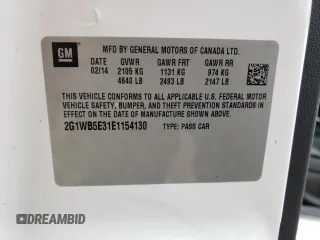 GM
MFD BY GENERAL MOTORS OF CANADA LTD.
DATE GVWR GAWR FRT GAWR RR
02/14 2105 KG 1131 KG 974 KG
4640 LB 2493 LB 2147 LB
THIS VEHICLE CONFORMS TO ALL APPLICABLE U.S. FEDERAL MOTOR
VEHICLE SAFETY, BUMPER, AND THEFT PREVENTION STANDARDS
IN EFFECT ON THE DATE OF MANUFACTURE SHOWN ABOVE.
2G1WB5E31E1154130 TYPE: PASS CAR
DREAMBID